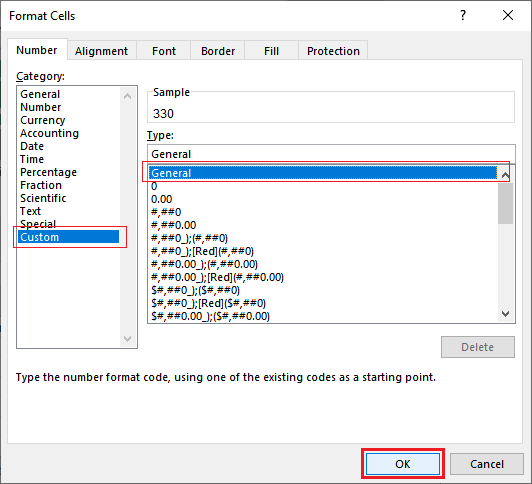 Format Cells
?
Number Alignment Font Border Fill Protection
Category:
General
Number
Currency
Accounting
Date
Time
Percentage
Fraction
Scientific
Text
Special
Custom
Sample
330
Type:
General
General
0
0.00
#,##0
#,##0.00
#,##0_);(#,##0)
#,##0_);[Red](#,##0)
#,##0.00_);(#,##0.00)
#,##0.00_);[Red](#,##0.00)
$#,##0_);($#,##0)
$#,##0_);[Red]($#,##0)
$#,##0.00_);($#,##0.00)
Delete
Type the number format code, using one of the existing codes as a starting point.
OK Cancel